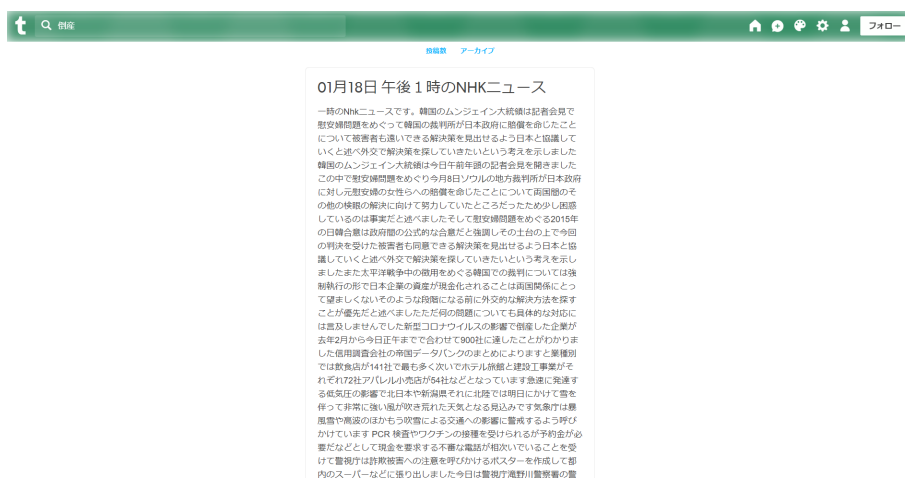 t
倒産
フォロー
投稿数 アーカイブ
01月18日 午後１時のNHKニュース
一時のNhkニュースです。韓国のムンジェイン大統領は記者会見で
慰安婦問題をめぐって韓国の裁判所が日本政府に賠償を命じたこと
について被害者も遠いできる解決策を見出せるよう日本と協議して
いくと述べ外交で解決策を探していきたいという考えを示しました
韓国のムンジェイン大統領は今日午前年頭の記者会見を開きました
この中で慰安婦問題をめぐり今月8日ソウルの地方裁判所が日本政府
に対し元慰安婦の女性らへの賠償を命じたことについて両国間のそ
の他の検眼の解決に向けて努力していたところだったため少し困惑
しているのは事実だと述べましたそして慰安婦問題をめぐる2015年
の日韓合意は政府間の公式的な合意だと強調しその土台の上で今回
の判決を受けた被害者も同意できる解決策を見出せるよう日本と協
議していくと述べ外交で解決策を探していきたいという考えを示し
ましたまた太平洋戦争中の徴用をめぐる韓国での裁判については強
制執行の形で日本企業の資産が現金化されることは両国関係にとっ
て望ましくないそのような段階になる前に外交的な解決方法を探す
ことが優先だと述べましたただ何の問題についても具体的な対応に
は言及しませんでした新型コロナウイルスの影響で倒産した企業が
去年2月から今日正午までで合わせて900社に達したことがわかりま
した信用調査会社の帝国データバンクのまとめによりますと業種別
では飲食店が141社で最も多く次いでホテル旅館と建設工事業がそ
れぞれ72社アパレル小売店が54社などとなっています急速に発達す
る低気圧の影響で北日本や新潟県それに北陸では明日にかけて雪を
伴って非常に強い風が吹き荒れた天気となる見込みです気象庁は暴
風雪や高波のほかもう吹雪による交通への影響に警戒するよう呼び
かけています PCR 検査やワクチンの接種を受けられるが予約金が必
要だなどとして現金を要求する不審な電話が相次いでいることを受
けて警視庁は詐欺被害への注意を呼びかけるポスターを作成して都
内のスーパーなどに張り出しました今日は警視庁滝野川警察署の警